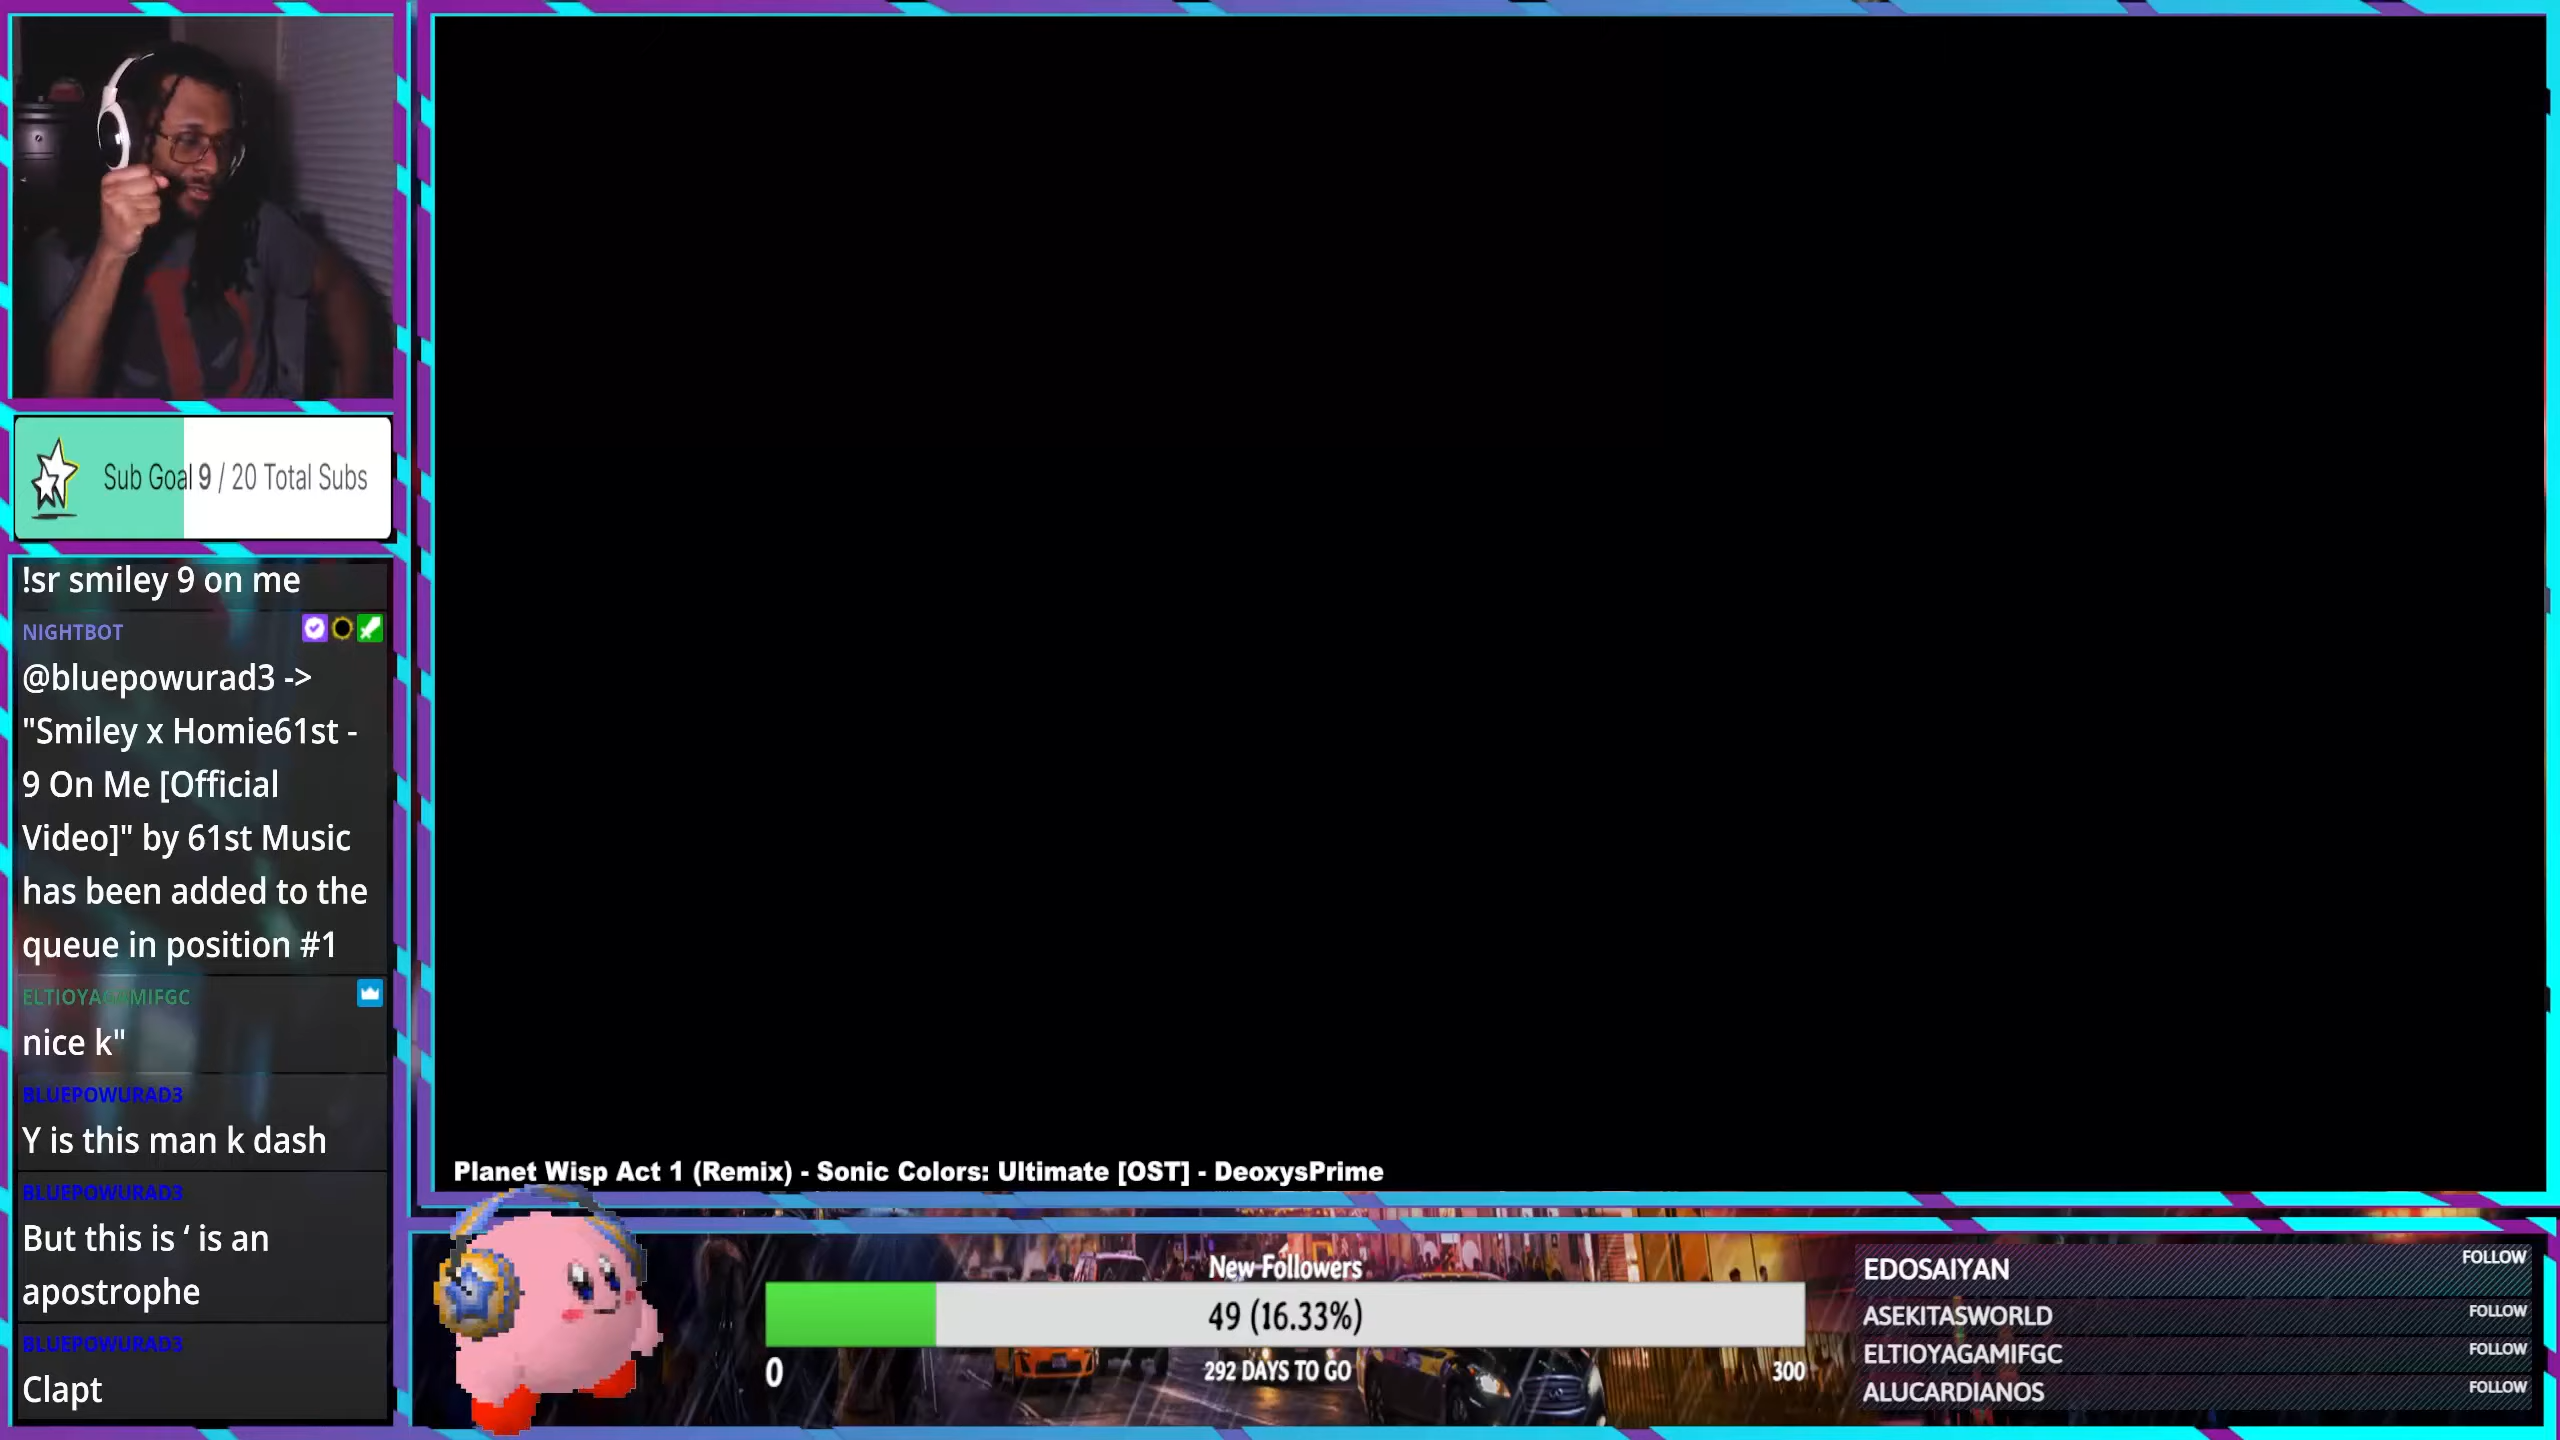 Sub Goal 9 / 20 Total Subs
!sr smiley 9 on me
NIGHTBOT
@bluepowurad3 ->
"Smiley x Homie61st -
9 On Me [Official
Video]" by 61st Music
has been added to the
queue in position #1
ELTIOYAGAMIFGC
nice k"
BLUEPOWURAD3
Y is this man k dash
BLUEPOWURAD3
But this is ‘ is an
apostrophe
BLUEPOWURAD3
Clapt
Planet Wisp Act 1 (Remix) - Sonic Colors: Ultimate [OST] - DeoxysPrime
New Followers
49 (16.33%)
0
292 DAYS TO GO
300
EDOSAIYAN FOLLOW
ASEKITASWORLD FOLLOW
ELTIOYAGAMIFGC FOLLOW
ALUCARDIANOS FOLLOW